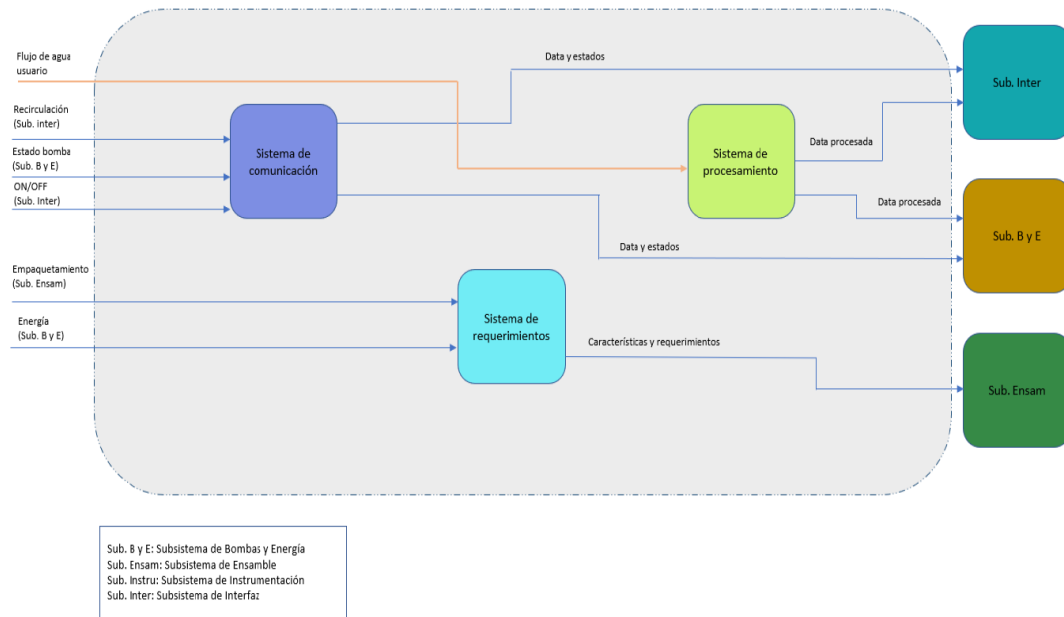 Flujo de agua
usuario
Data y estados
Sub. Inter
Recirculación
(Sub. inter)
Estado bomba
(Sub. B y E)
ON/OFF
(Sub. Inter)
Sistema de
comunicación
Sistema de
procesamiento
Data procesada
Data procesada
Sub. B y E
Data y estados
Empaquetamiento
(Sub. Ensam)
Energía
(Sub. B y E)
Sistema de
requerimientos
Características y requerimientos
Sub. Ensam
Sub. B y E: Subsistema de Bombas y Energía
Sub. Ensam: Subsistema de Ensamble
Sub. Instru: Subsistema de Instrumentación
Sub. Inter: Subsistema de Interfaz